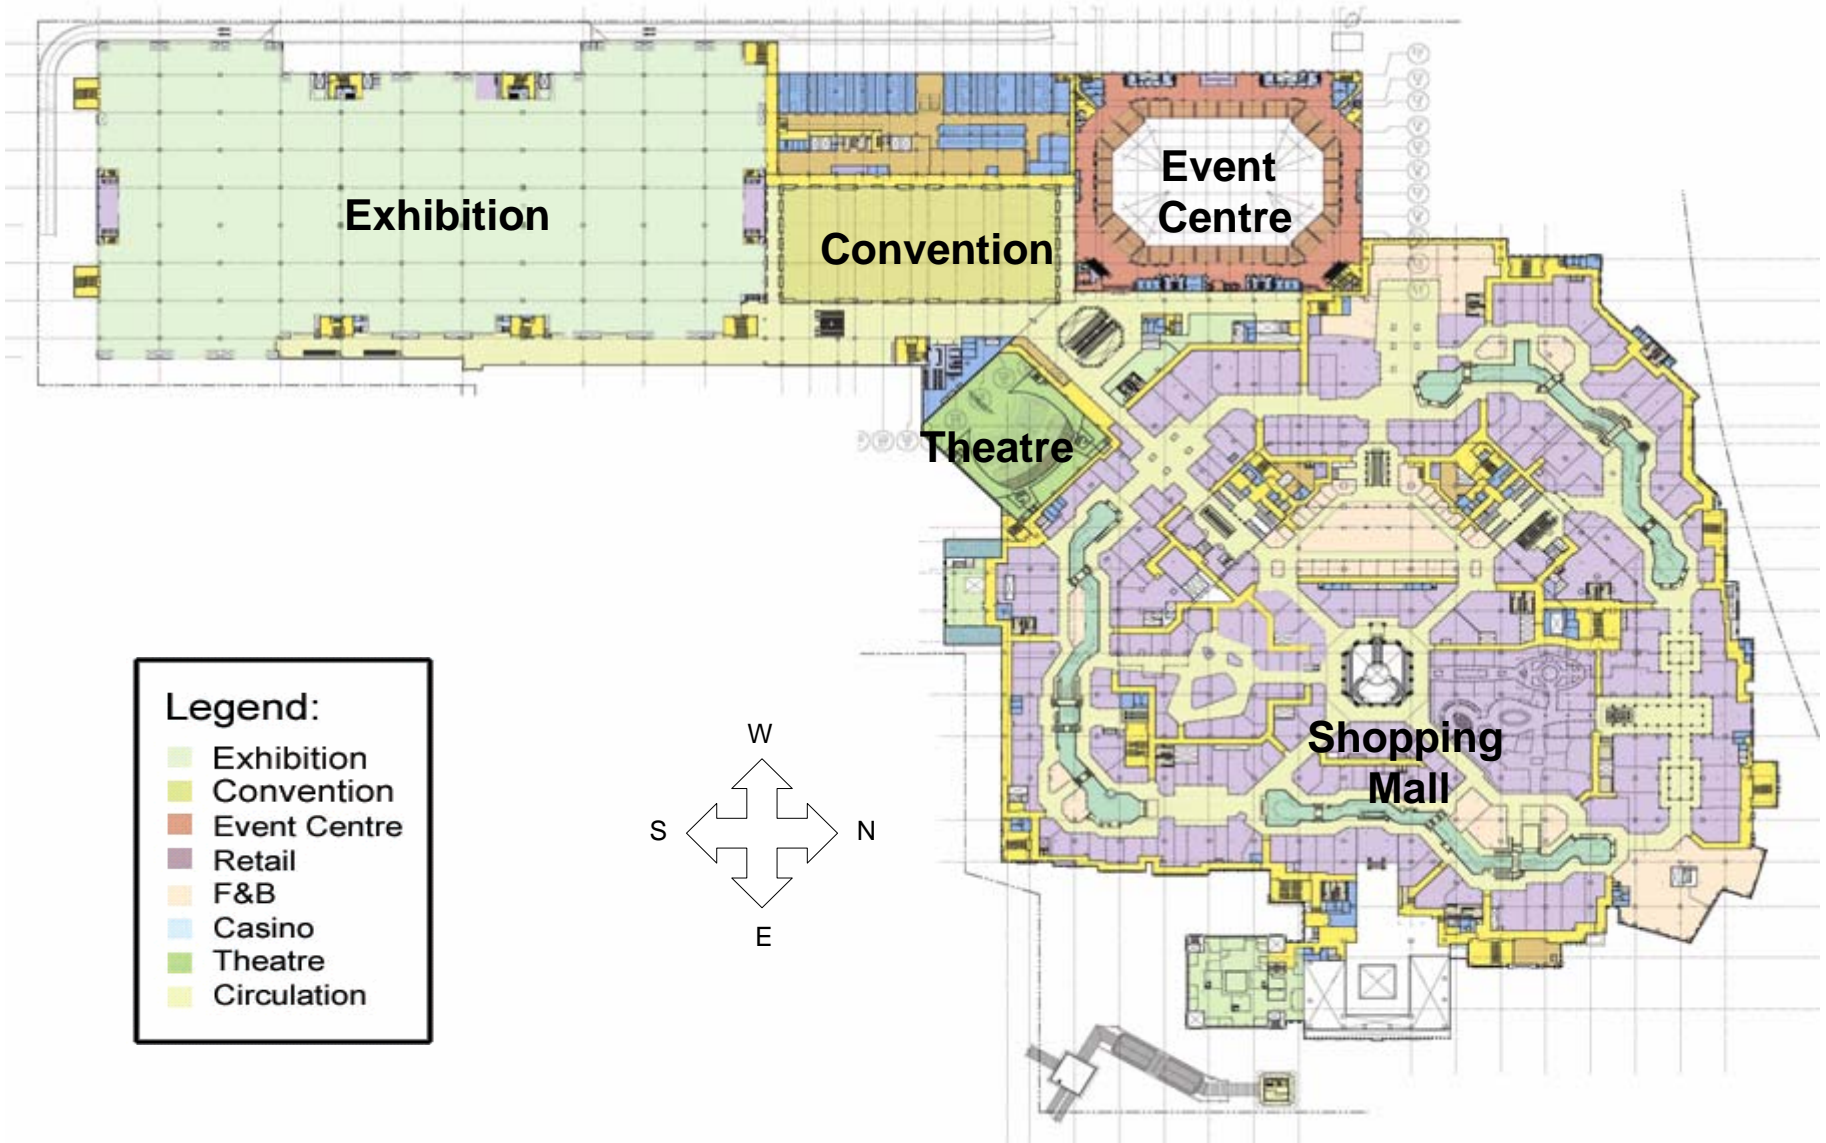 Event
Centre
Exhibition
Convention
Theatre
Shopping
Mall
Legend:
Exhibition
Convention
Event Centre
Retail
F&B
Casino
Theatre
Circulation
W
S
N
E